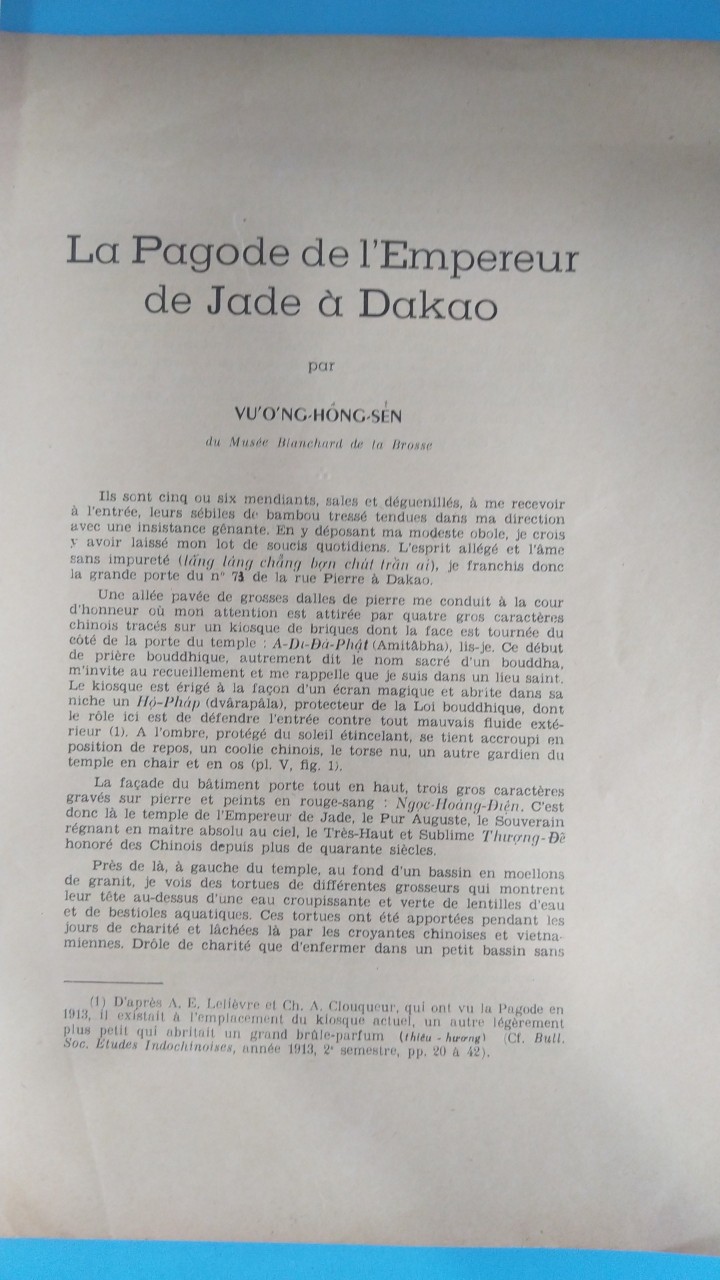 La Pagode de l'Empereur
de Jade à Dakao
par
VU'O'NG-HỒNG-SẾN
du Musée Blanchard de la Brosse
Ils sont cinq ou six mendiants, sales et déguenillés, à me recevoir
à l'entrée, leurs sébiles de bambou tressé tendues dans ma direction
avec une insistance gênante. En y déposant ma modeste obole, je crois
y avoir laissé mon lot de soucis quotidiens. L'esprit allégé et l'âme
sans impureté (lâng lâng chẳng bợn chút trần ai), je franchis donc
la grande porte du n° 73 de la rue Pierre à Dakao.
Une allée pavée de grosses dalles de pierre me conduit à la cour
d'honneur où mon attention est attirée par quatre gros caractères
chinois tracés sur un kiosque de briques dont la face est tournée du
côté de la porte du temple : A-Di-Đà-Phật (Amitâbha), lis-je. Ce début
de prière bouddhique, autrement dit le nom sacré d'un bouddha,
m'invite au recueillement et me rappelle que je suis dans un lieu saint.
Le kiosque est érigé à la façon d'un écran magique et abrite dans sa
niche un Hộ-Pháp (dvârapâla), protecteur de la Loi bouddhique, dont
le rôle ici est de défendre l'entrée contre tout mauvais fluide exté-
rieur (1). A l'ombre, protégé du soleil étincelant, se tient accroupi en
position de repos, un coolie chinois, le torse nu, un autre gardien du
temple en chair et en os (pl. V, fig. 1).
La façade du bâtiment porte tout en haut, trois gros caractères
gravés sur pierre et peints en rouge-sang : Ngọc-Hoàng-Điện. C'est
donc là le temple de l'Empereur de Jade, le Pur Auguste, le Souverain
régnant en maître absolu au ciel, le Très-Haut et Sublime Thượng-Đế
honoré des Chinois depuis plus de quarante siècles.
Près de là, à gauche du temple, au fond d'un bassin en moellons
de granit, je vois des tortues de différentes grosseurs qui montrent
leur tête au-dessus d'une eau croupissante et verte de lentilles d'eau
et de bestioles aquatiques. Ces tortues ont été apportées pendant les
jours de charité et lâchées là par les croyantes chinoises et vietna-
miennes. Drôle de charité que d'enfermer dans un petit bassin sans
(1) D'après A. E. Lelièvre et Ch. A. Clouqueur, qui ont vu la Pagode en
1913, il existait à l'emplacement du kiosque actuel, un autre légèrement
plus petit qui abritait un grand brûle-parfum (thiêu - hương) (Cf. Bull.
Soc. Études Indochinoises, année 1913, 2e semestre, pp. 20 à 42).